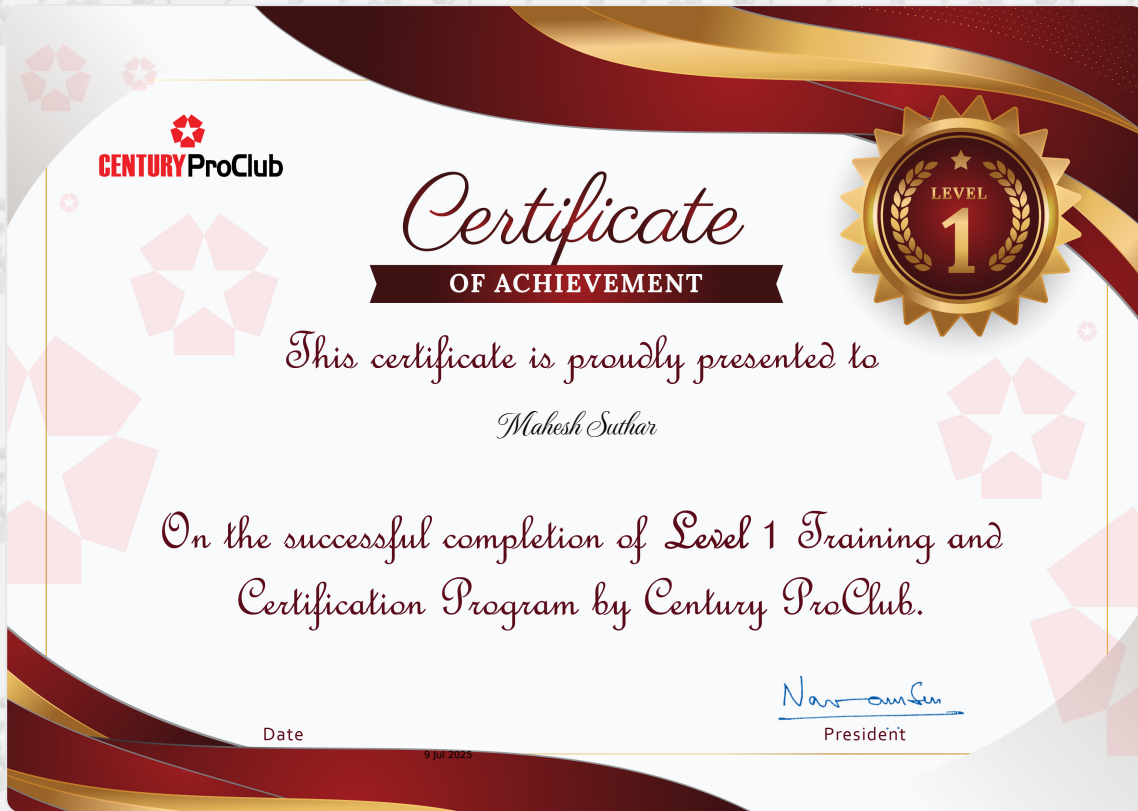 CENTURY ProClub
LEVEL
1
Certificate
OF ACHIEVEMENT
This certificate is proudly presented to
Mahesh Suthar
On the successful completion of Level 1 Training and
Certification Program by Century ProClub.
Date
President
9 Jul 2025